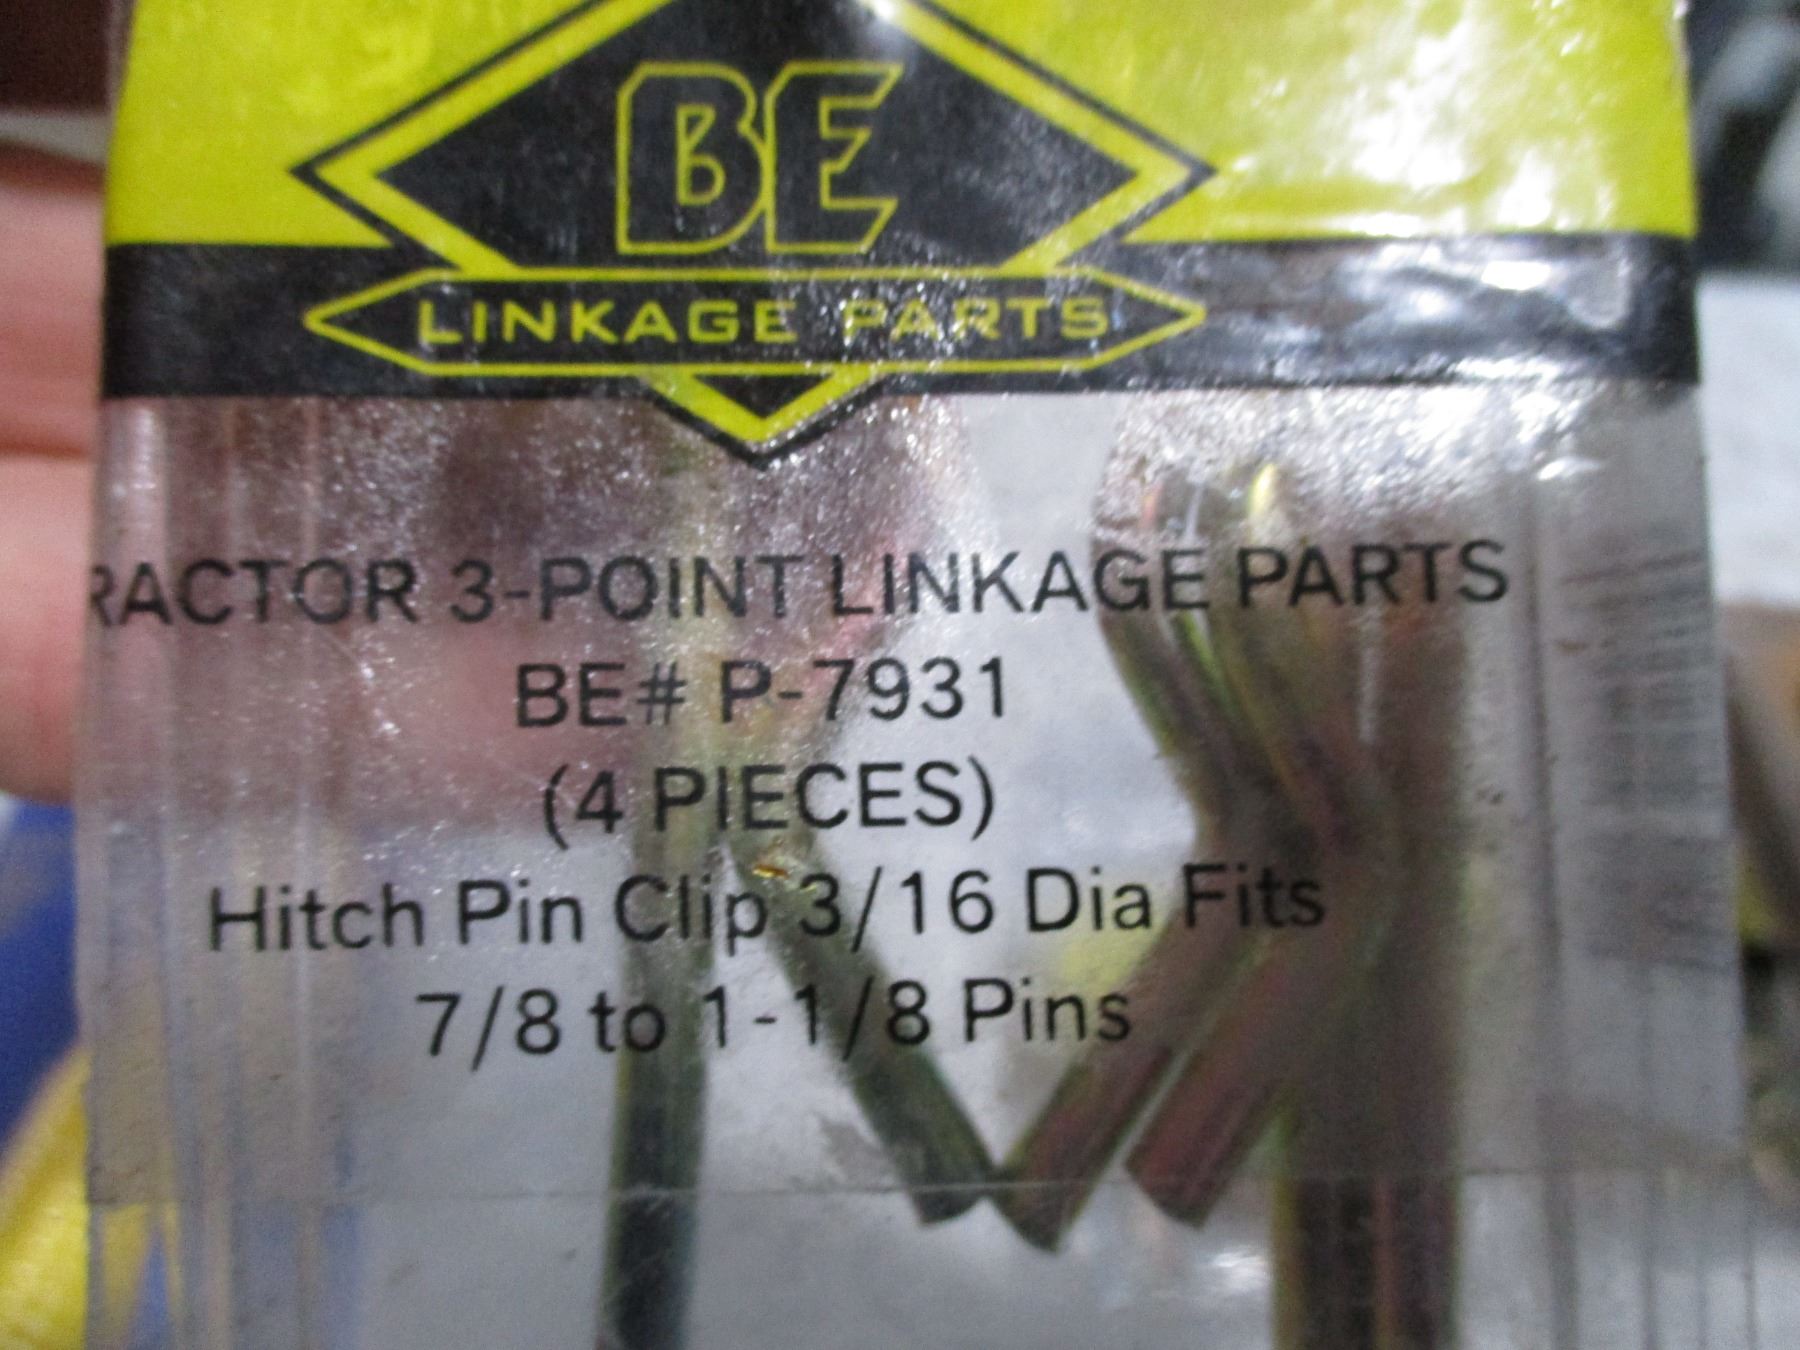 BE
LINKAGE PARTS
RACTOR 3-POINT LINKAGE PARTS
BE# P-7931
(4 PIECES)
Hitch Pin Clip 3/16 Dia Fits
7/8 to 1-1/8 Pins